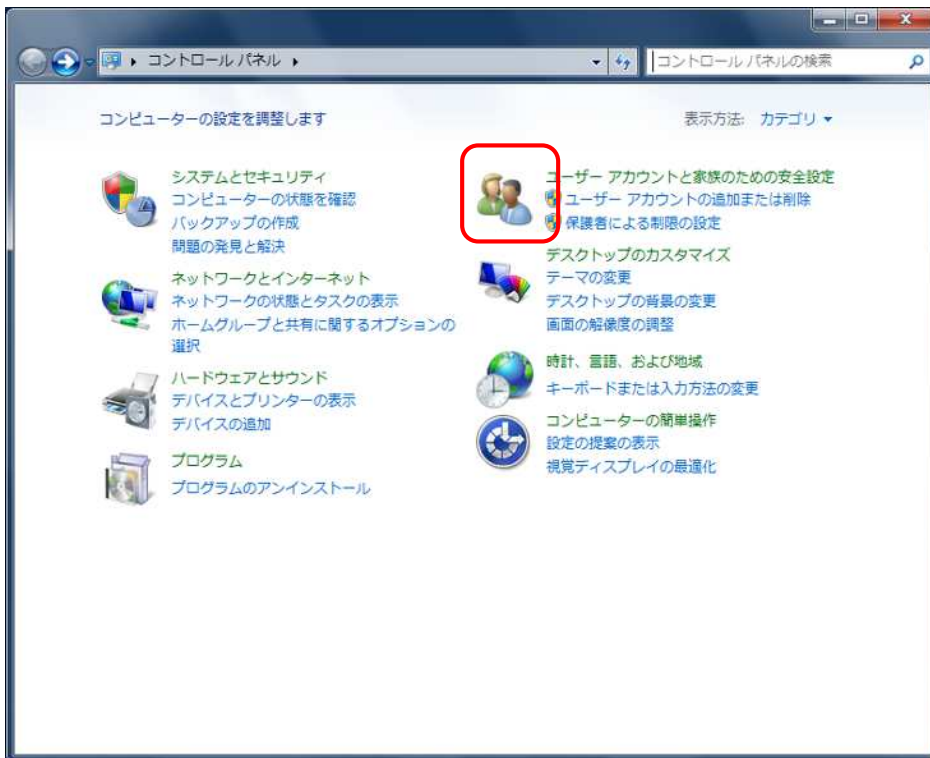 コントロール パネル
コントロール パネルの検索
コンピューターの設定を調整します
表示方法: カテゴリ
システムとセキュリティ
コンピューターの状態を確認
バックアップの作成
問題の発見と解決
ネットワークとインターネット
ネットワークの状態とタスクの表示
ホームグループと共有に関するオプションの
選択
ハードウェアとサウンド
デバイスとプリンターの表示
デバイスの追加
プログラム
プログラムのアンインストール
ユーザー アカウントと家族のための安全設定
ユーザー アカウントの追加または削除
保護者による制限の設定
デスクトップのカスタマイズ
テーマの変更
デスクトップの背景の変更
画面の解像度の調整
時計、言語、および地域
キーボードまたは入力方法の変更
コンピューターの簡単操作
設定の提案の表示
視覚ディスプレイの最適化